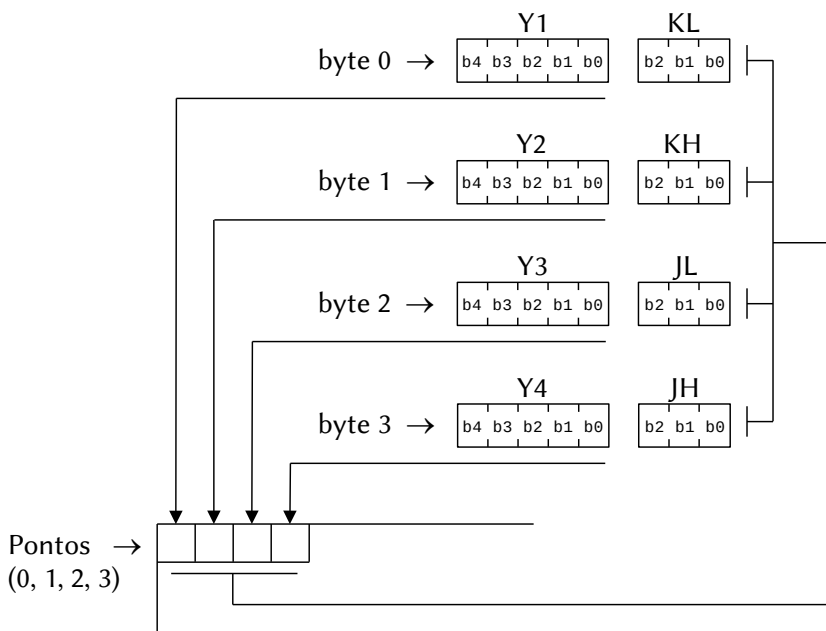 Y1 KL
byte 0 → b4 b3 b2 b1 b0 b2 b1 b0
Y2 KH
byte 1 → b4 b3 b2 b1 b0 b2 b1 b0
Y3 JL
byte 2 → b4 b3 b2 b1 b0 b2 b1 b0
Y4 JH
byte 3 → b4 b3 b2 b1 b0 b2 b1 b0
Pontos →
(0, 1, 2, 3)